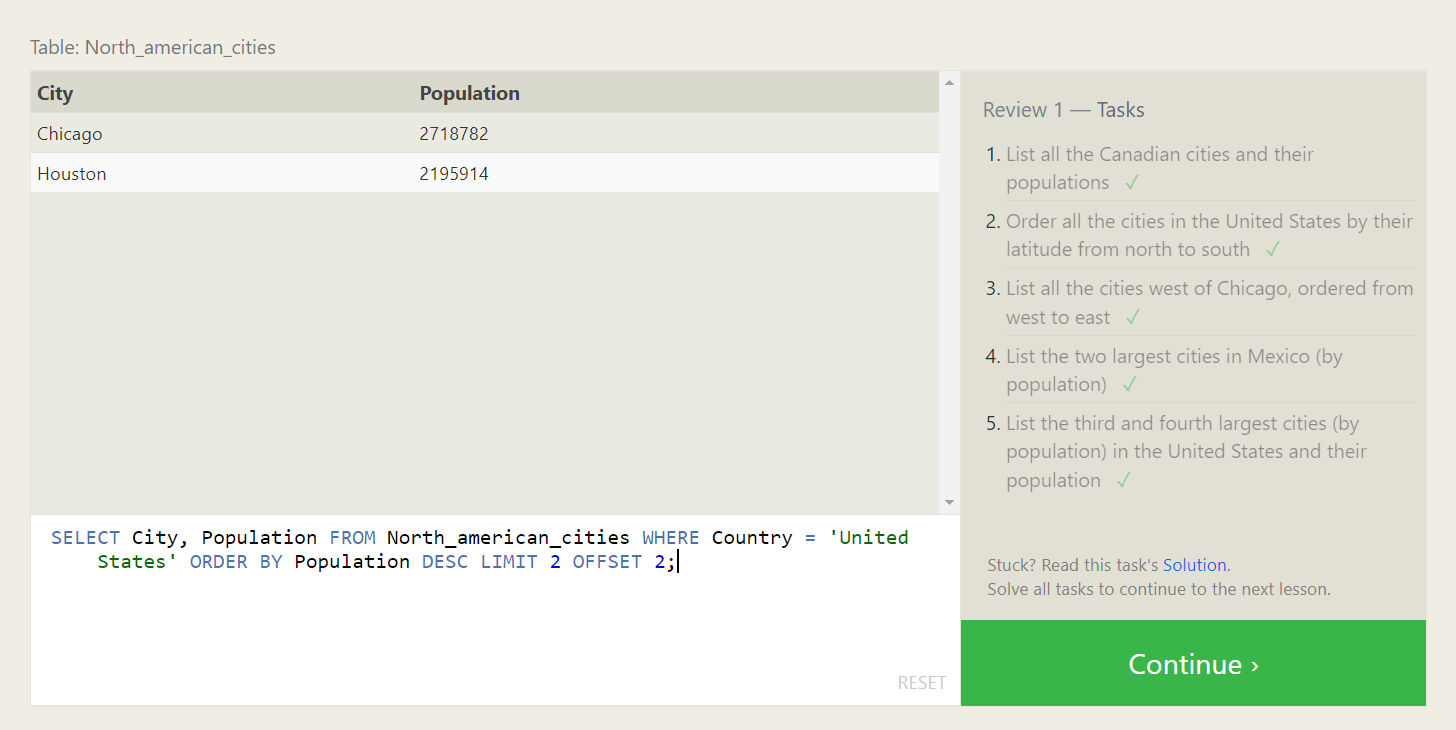 Table: North_american_cities
City Population
Chicago 2718782
Houston 2195914
SELECT City, Population FROM North_american_cities WHERE Country = 'United
States' ORDER BY Population DESC LIMIT 2 OFFSET 2;
RESET
Review 1 — Tasks
1. List all the Canadian cities and their
populations ✓
2. Order all the cities in the United States by their
latitude from north to south ✓
3. List all the cities west of Chicago, ordered from
west to east ✓
4. List the two largest cities in Mexico (by
population) ✓
5. List the third and fourth largest cities (by
population) in the United States and their
population ✓
Stuck? Read this task's Solution.
Solve all tasks to continue to the next lesson.
Continue ›